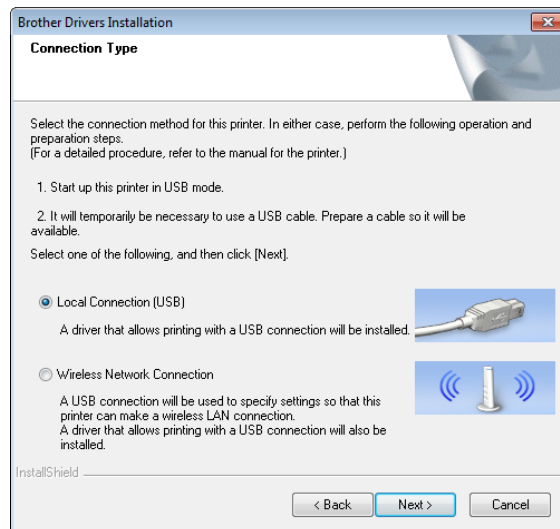 Brother Drivers Installation
Connection Type
Select the connection method for this printer. In either case, perform the following operation and
preparation steps.
(For a detailed procedure, refer to the manual for the printer.)
1. Start up this printer in USB mode.
2. It will temporarily be necessary to use a USB cable. Prepare a cable so it will be
available.
Select one of the following, and then click [Next].
Local Connection (USB)
A driver that allows printing with a USB connection will be installed.
Wireless Network Connection
A USB connection will be used to specify settings so that this
printer can make a wireless LAN connection.
A driver that allows printing with a USB connection will also be
installed.
InstallShield
< Back Next > Cancel